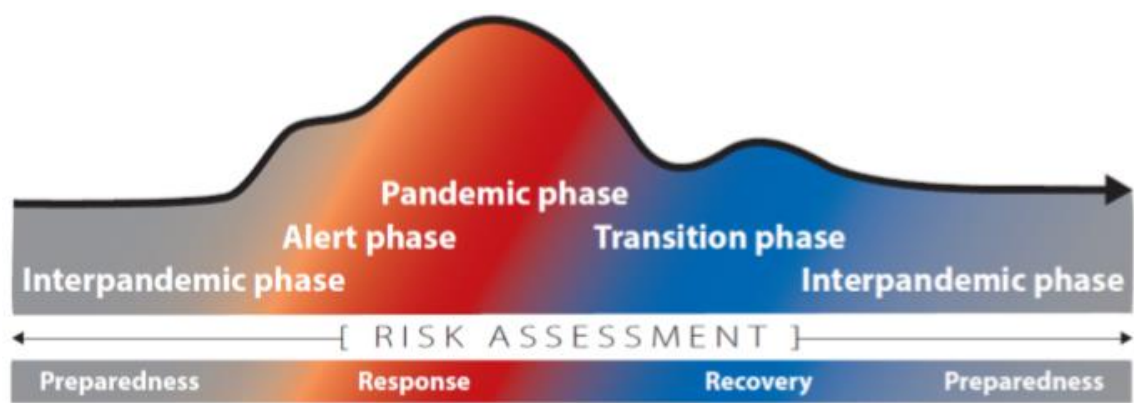 Pandemic phase
Alert phase
Transition phase
Interpandemic phase
Interpandemic phase
[ RISK ASSESSMENT ]
Preparedness
Response
Recovery
Preparedness